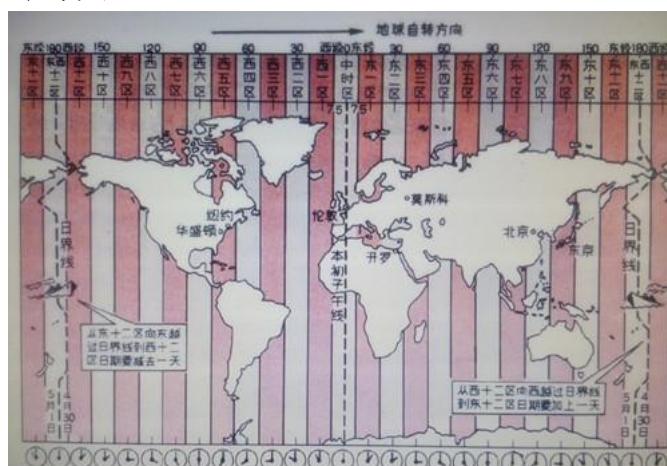 地球自转方向
东经180西经 150 120 90 60 30 西经0东经 30 60 90 120 150 东经180西经
东十一区
东西十二区
西十一区
西十区
西九区
西八区
西七区
西六区
西五区
西四区
西三区
西二区
西一区
中时区
东一区
东二区
东三区
东四区
东五区
东六区
东七区
东八区
东九区
东十区
东十一区
东西十二区
西十一区
7.5 7.5
纽约
华盛顿
伦敦
莫斯科
开罗
北京
东京
日界线
本初子午线
日界线
从东十二区向东越
过日界线到西十二
区日期要减去一天
从西十二区向西越过日界线
到东十二区日期要加上一天
5月1日
4月30
5月1日
4月30